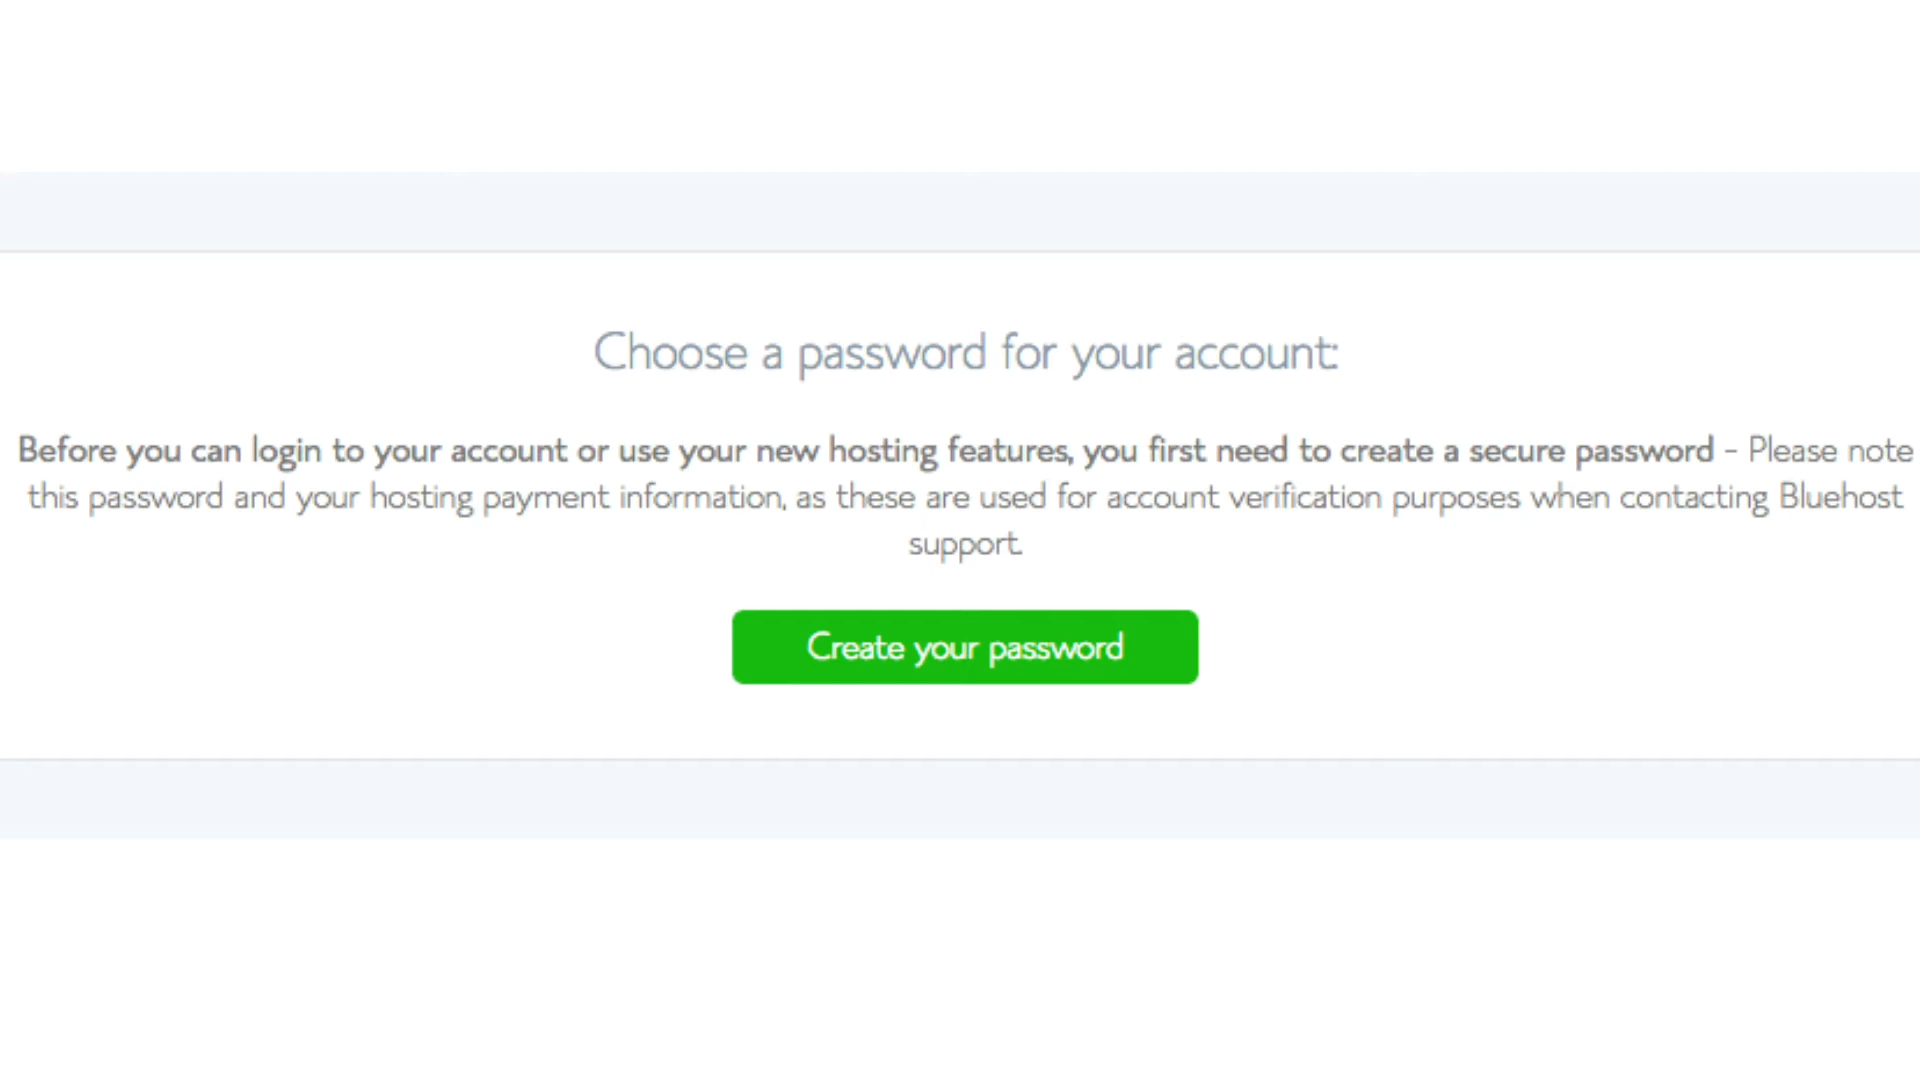 Choose a password for your account:
Before you can login to your account or use your new hosting features, you first need to create a secure password - Please note
this password and your hosting payment information, as these are used for account verification purposes when contacting Bluehost
support.
Create your password